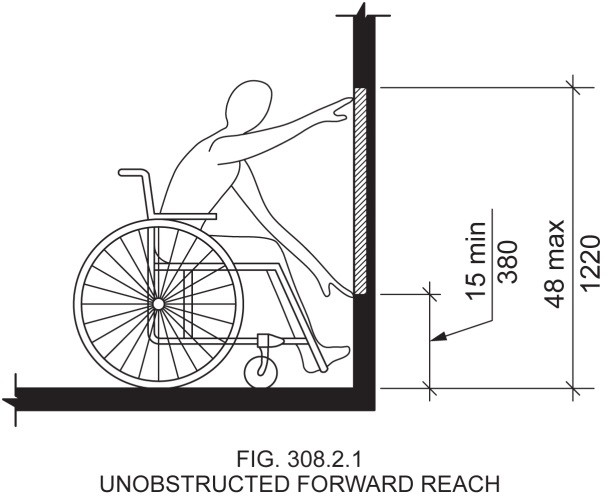 15 min
380
48 max
1220
FIG. 308.2.1
UNOBSTRUCTED FORWARD REACH